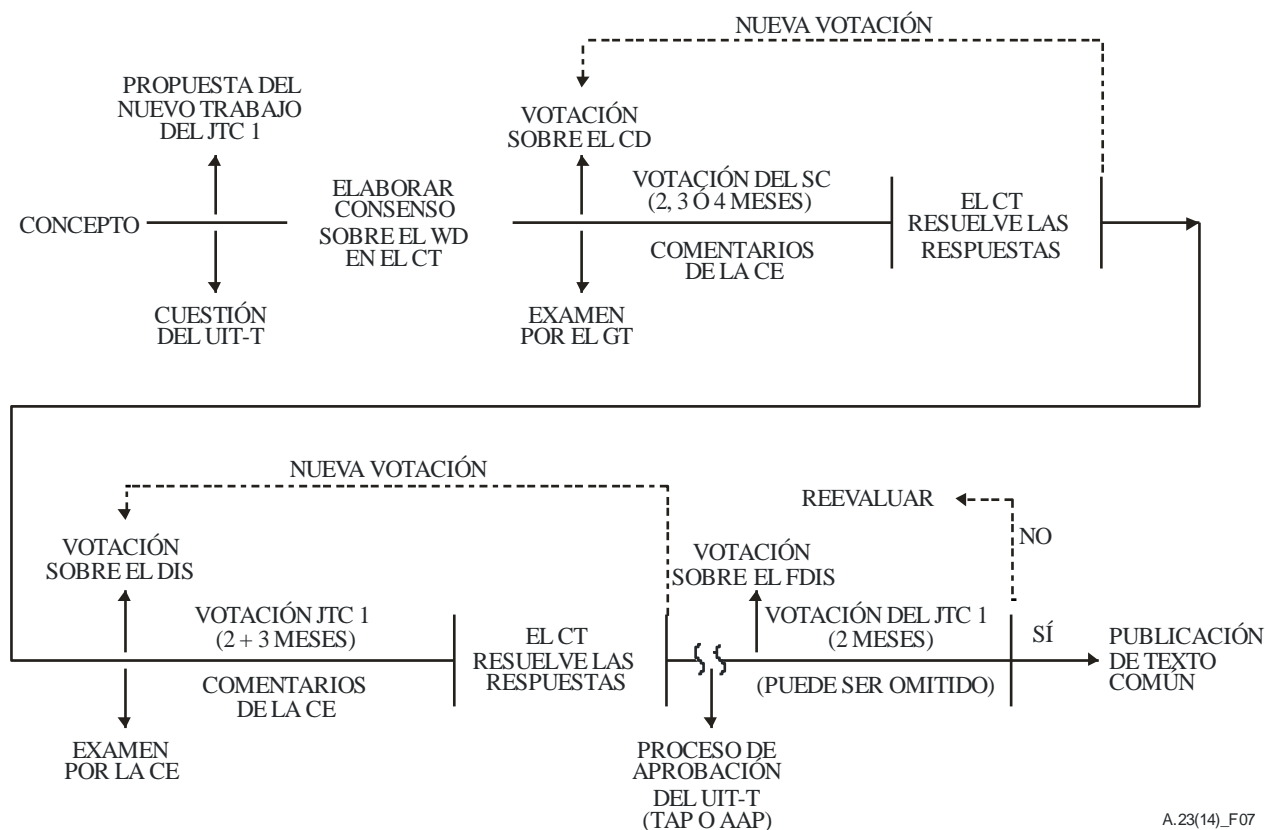 NUEVA VOTACIÓN
PROPUESTA DEL
NUEVO TRABAJO
DEL JTC 1
VOTACIÓN
SOBRE EL CD
CONCEPTO
ELABORAR
CONSENSO
SOBRE EL WD
EN EL CT
VOTACIÓN DEL SC
(2, 3 Ó 4 MESES)
COMENTARIOS
DE LA CE
EL CT
RESUELVE LAS
RESPUESTAS
CUESTIÓN
DEL UIT-T
EXAMEN
POR EL GT
NUEVA VOTACIÓN
REEVALUAR
NO
VOTACIÓN
SOBRE EL DIS
VOTACIÓN
SOBRE EL FDIS
VOTACIÓN JTC 1
(2 + 3 MESES)
COMENTARIOS
DE LA CE
EL CT
RESUELVE LAS
RESPUESTAS
VOTACIÓN DEL JTC 1
(2 MESES)
(PUEDE SER OMITIDO)
SÍ
PUBLICACIÓN
DE TEXTO
COMÚN
EXAMEN
POR LA CE
PROCESO DE
APROBACIÓN
DEL UIT-T
(TAP O AAP)
A.23(14)_F07